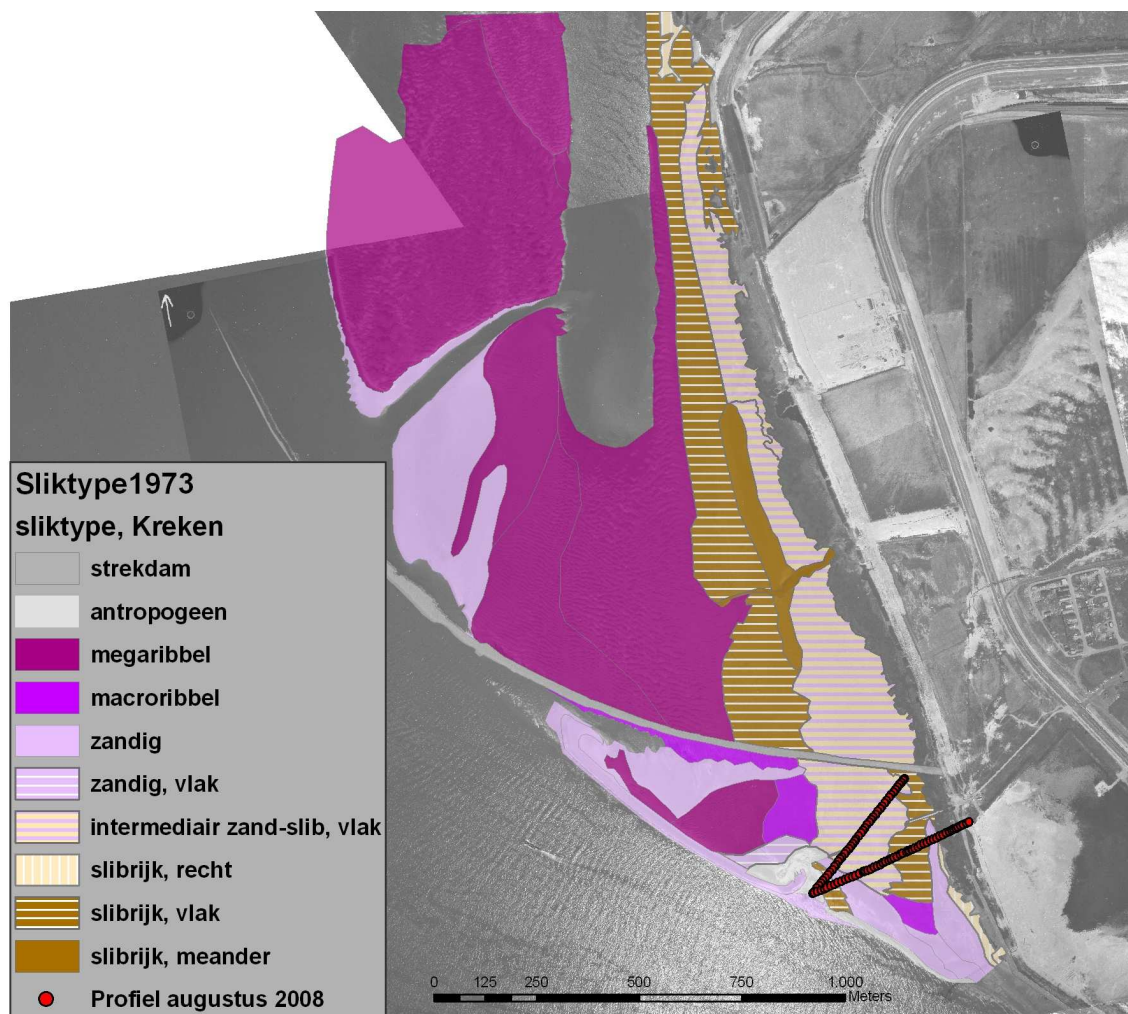 Sliktype1973
sliktype, Kreken
strekdam
antropogeen
megaribbel
macroribbel
zandig
zandig, vlak
intermediair zand-slib, vlak
slibrijk, recht
slibrijk, vlak
slibrijk, meander
Profiel augustus 2008
0 125 250 500 750 1.000
Meters